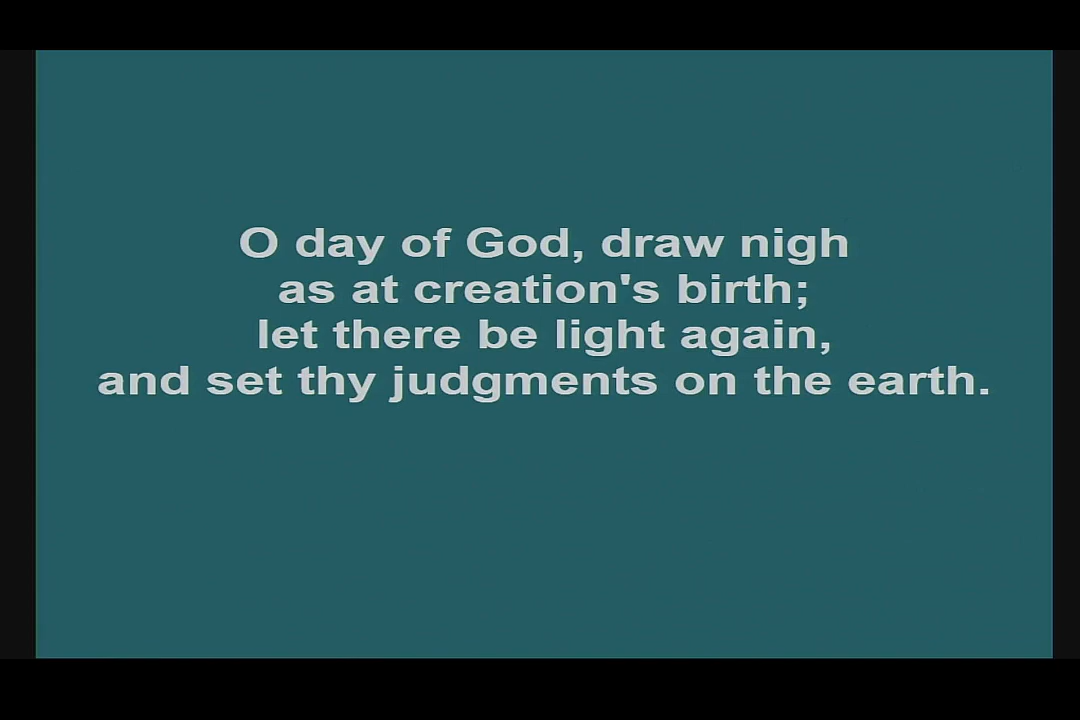 O day of God, draw nigh
as at creation's birth;
let there be light again,
and set thy judgments on the earth.